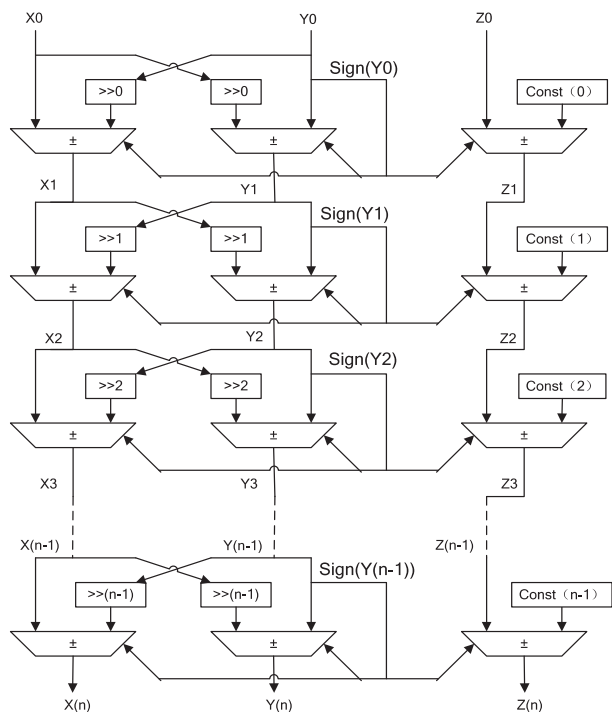 X0 Y0 Z0
Sign(Y0)
>>0 >>0 Const（0）
± ± ±
X1 Y1 Z1
Sign(Y1)
>>1 >>1 Const（1）
± ± ±
X2 Y2 Z2
Sign(Y2)
>>2 >>2 Const（2）
± ± ±
X3 Y3 Z3
X(n-1) Y(n-1) Z(n-1)
Sign(Y(n-1))
>>(n-1) >>(n-1) Const（n-1）
± ± ±
X(n) Y(n) Z(n)